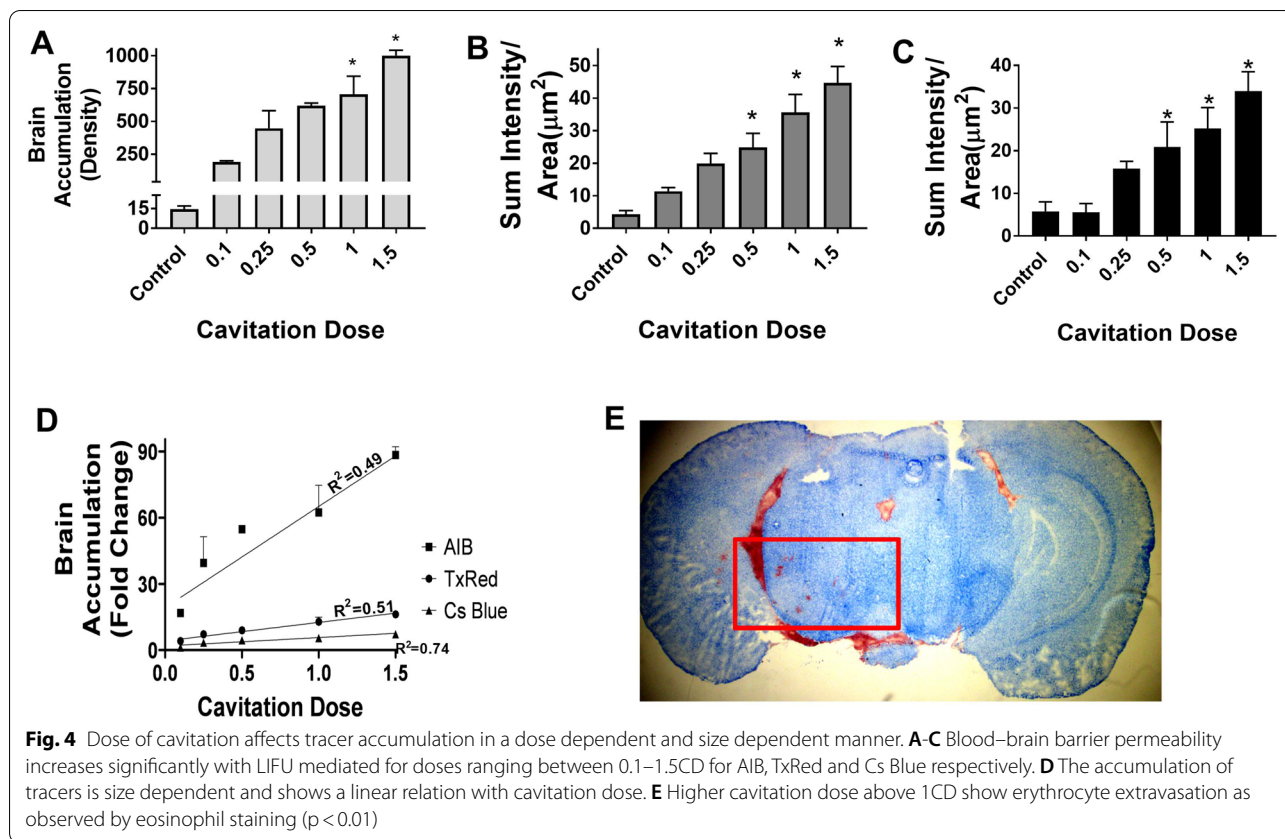 A
Brain
Accumulation
(Density)
1000
750
500
250
15
0
Control
0.1
0.25
0.5
1
1.5
* *
Cavitation Dose
B
Sum Intensity/
Area(μm²)
50
40
30
20
10
0
Control
0.1
0.25
0.5
1
1.5
* * *
Cavitation Dose
C
Sum Intensity/
Area(μm²)
40
30
20
10
0
Control
0.1
0.25
0.5
1
1.5
* * *
Cavitation Dose
D
Brain
Accumulation
(Fold Change)
90
60
30
0
0.0 0.5 1.0 1.5
R²=0.49
R²=0.51
R²=0.74
AIB
TxRed
Cs Blue
Cavitation Dose
E
Fig. 4 Dose of cavitation affects tracer accumulation in a dose dependent and size dependent manner. A-C Blood–brain barrier permeability
increases significantly with LIFU mediated for doses ranging between 0.1–1.5CD for AIB, TxRed and Cs Blue respectively. D The accumulation of
tracers is size dependent and shows a linear relation with cavitation dose. E Higher cavitation dose above 1CD show erythrocyte extravasation as
observed by eosinophil staining (p < 0.01)